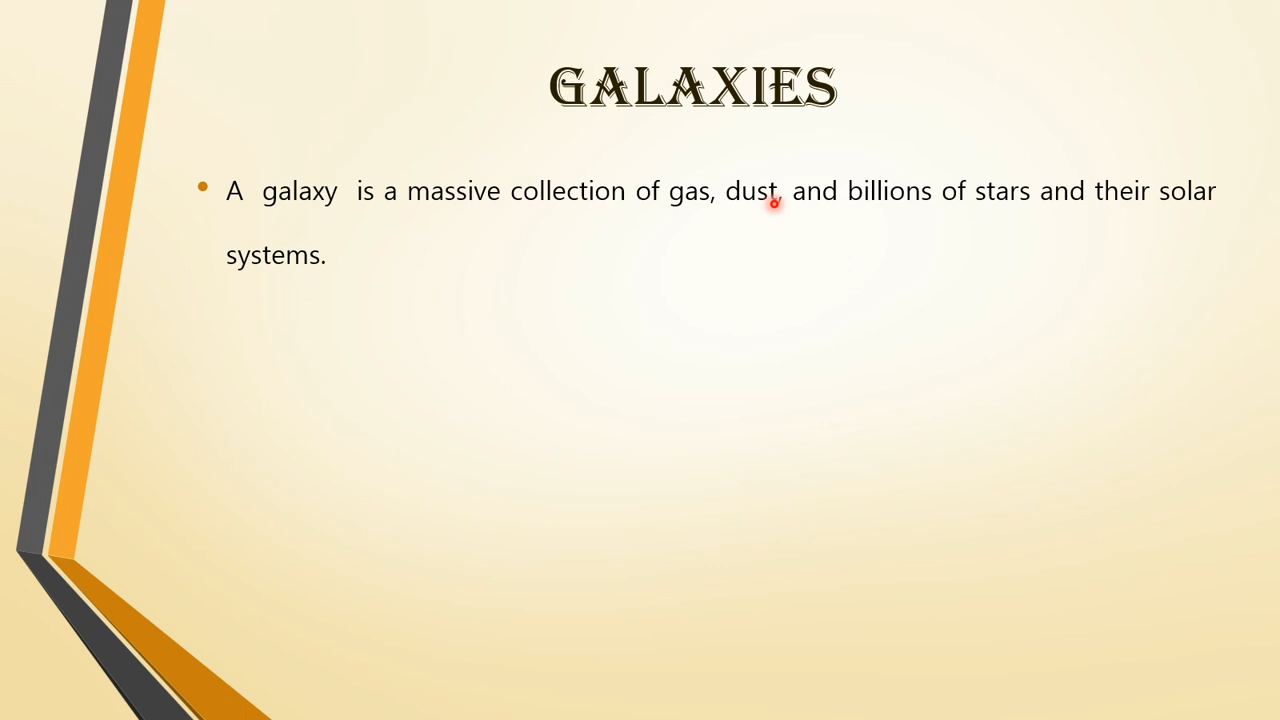 GALAXIES
• A galaxy is a massive collection of gas, dust, and billions of stars and their solar
systems.